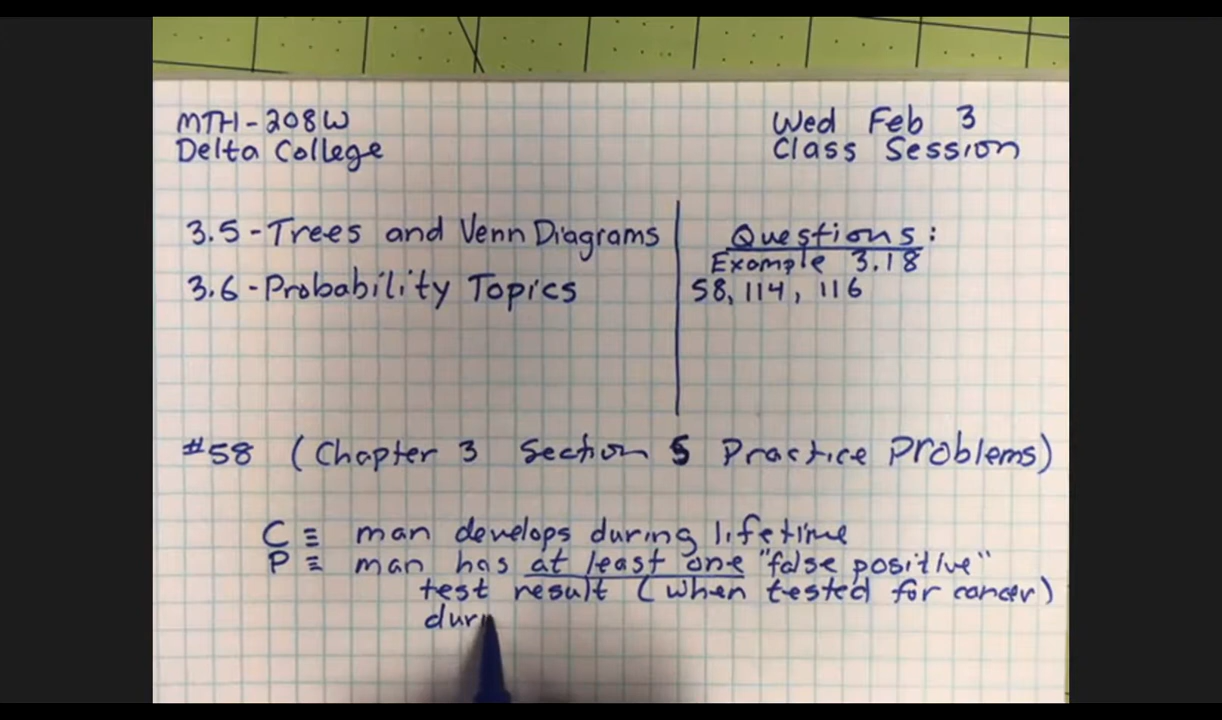 MTH-208W
Delta College
Wed Feb 3
Class Session
3.5-Trees and Venn Diagrams
3.6-Probability Topics
Questions:
Example 3.18
58, 114, 116
#58 (Chapter 3 Section 5 Practice Problems)
C ≡ man develops during lifetime
P ≡ man has at least one "false positive"
test result (when tested for cancer)
duri